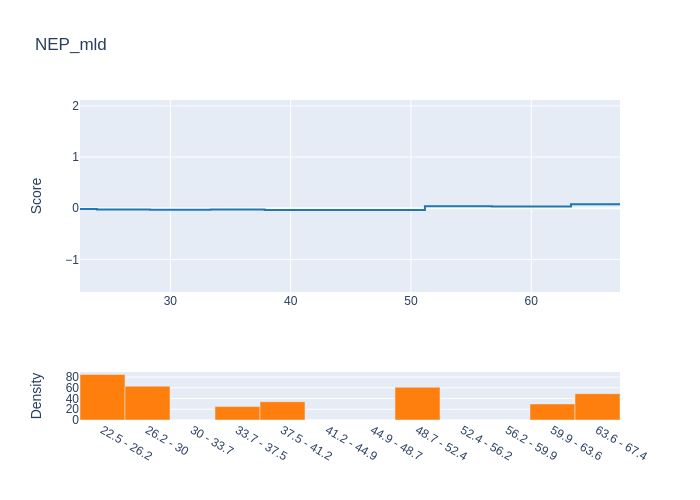 NEP_mld
Score
2
1
0
−1
30 40 50 60
Density
80
60
40
20
0
22.5 - 26.2
26.2 - 30
30 - 33.7
33.7 - 37.5
37.5 - 41.2
41.2 - 44.9
44.9 - 48.7
48.7 - 52.4
52.4 - 56.2
56.2 - 59.9
59.9 - 63.6
63.6 - 67.4